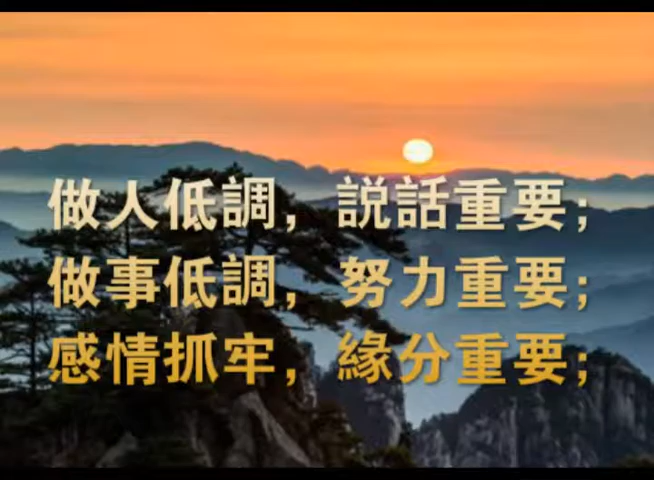 做人低調，説話重要；
做事低調，努力重要；
感情抓牢，緣分重要；